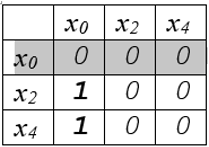 x₀ x₂ x₄
x₀ 0 0 0
x₂ 1 0 0
x₄ 1 0 0